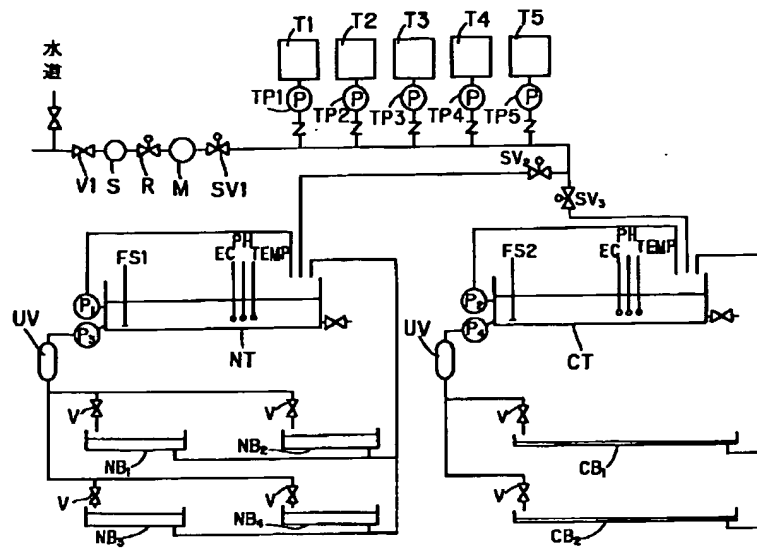 T1 T2 T3 T4 T5
水道
TP1 P TP2 P TP3 P TP4 P TP5 P
V1 S R M SV1
SV₂
SV₃
FS1 EC PH TEMP
P₁
P₃
UV
NT
FS2 EC PH TEMP
P₂
P₄
UV
CT
V V
NB₁ NB₂
V V
NB₃ NB₄
V
CB₁
V
CB₂